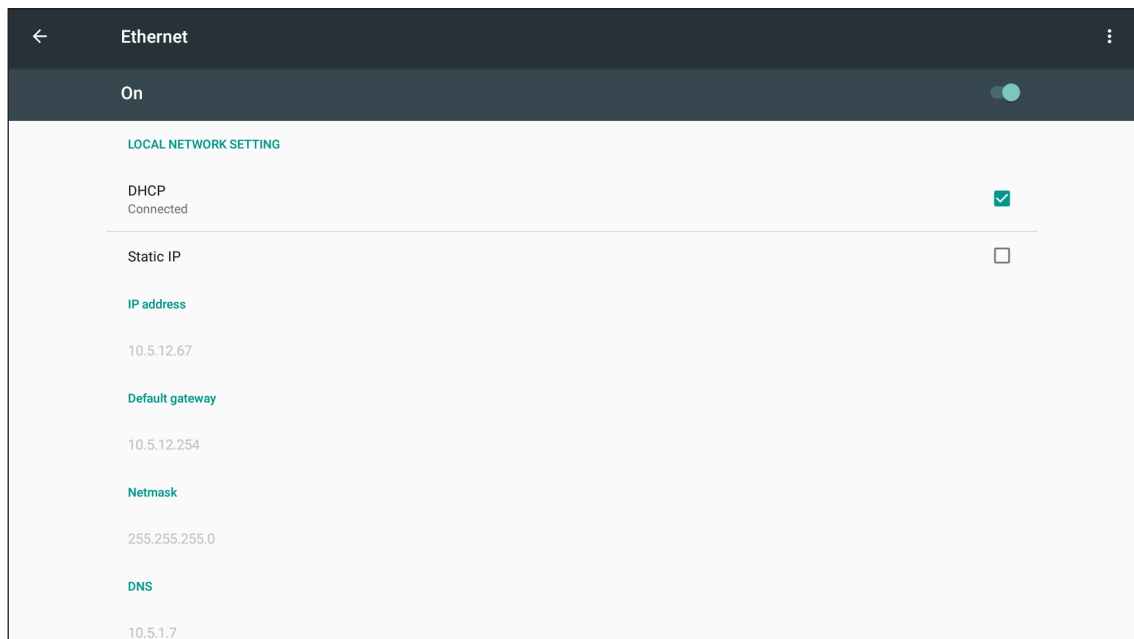 Ethernet
On
LOCAL NETWORK SETTING
DHCP
Connected
Static IP
IP address
10.5.12.67
Default gateway
10.5.12.254
Netmask
255.255.255.0
DNS
10.5.1.7